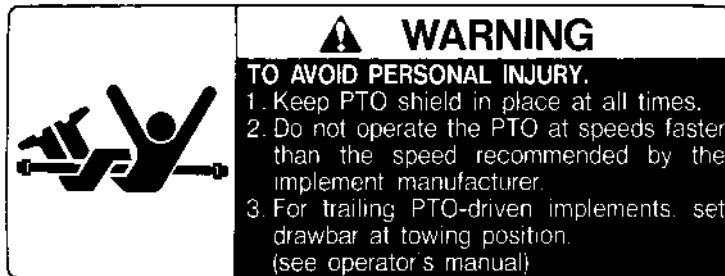 WARNING
TO AVOID PERSONAL INJURY.
1. Keep PTO shield in place at all times.
2. Do not operate the PTO at speeds faster
than the speed recommended by the
implement manufacturer.
3. For trailing PTO-driven implements, set
drawbar at towing position.
(see operator's manual)